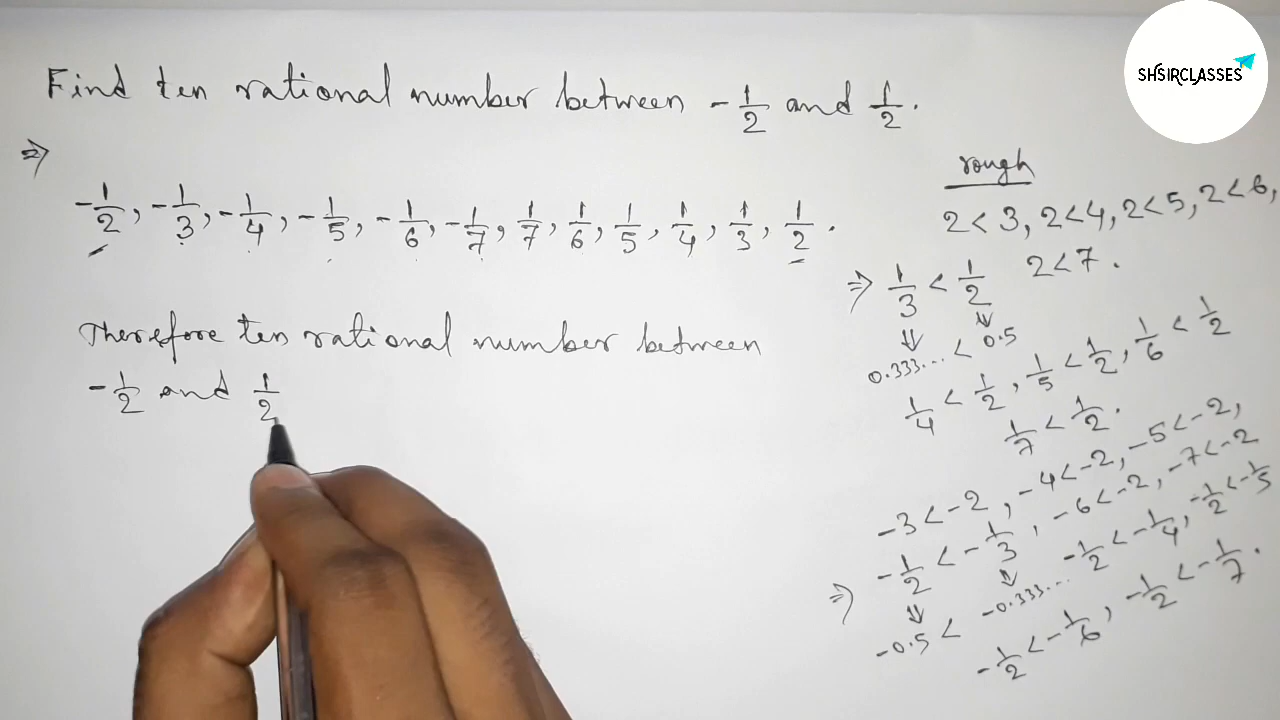 SHSIRCLASSES
Find ten rational number between -1/2 and 1/2.
⇒
-1/2, -1/3, -1/4, -1/5, -1/6, -1/7, 1/7, 1/6, 1/5, 1/4, 1/3, 1/2.
Therefore ten rational number between
-1/2 and 1/2
rough
2<3, 2<4, 2<5, 2<6,
2<7.
⇒ 1/3 < 1/2
⇓ ⇓
0.333... < 0.5
1/4 < 1/2, 1/5 < 1/2, 1/6 < 1/2
1/7 < 1/2.
-3<-2, -4<-2, -5<-2,
-6<-2, -7<-2
⇒ -1/2 < -1/3, -1/2 < -1/4, -1/2 < -1/5
⇓ ⇓
-0.5 < -0.333...
-1/2 < -1/6, -1/2 < -1/7.